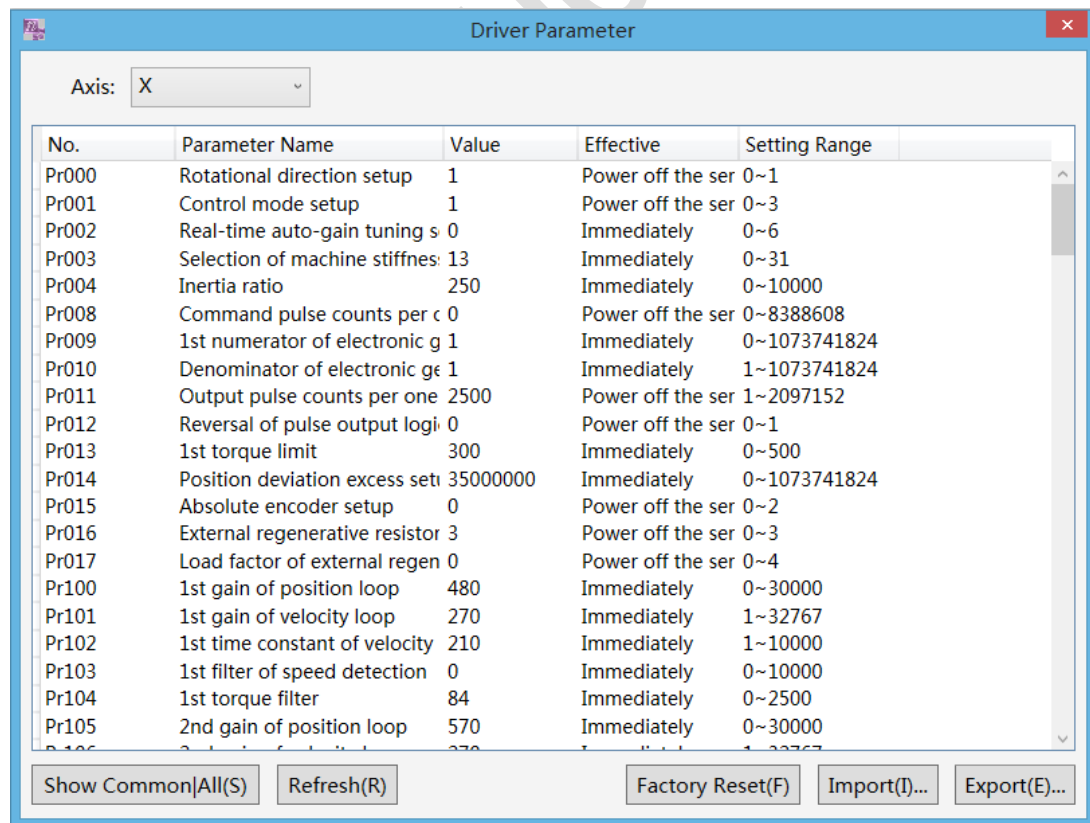 Driver Parameter
Axis: X
No. Parameter Name Value Effective Setting Range
Pr000 Rotational direction setup 1 Power off the ser 0~1
Pr001 Control mode setup 1 Power off the ser 0~3
Pr002 Real-time auto-gain tuning s 0 Immediately 0~6
Pr003 Selection of machine stiffnes 13 Immediately 0~31
Pr004 Inertia ratio 250 Immediately 0~10000
Pr008 Command pulse counts per 0 Power off the ser 0~8388608
Pr009 1st numerator of electronic g 1 Immediately 0~1073741824
Pr010 Denominator of electronic ge 1 Immediately 1~1073741824
Pr011 Output pulse counts per one 2500 Power off the ser 1~2097152
Pr012 Reversal of pulse output logi 0 Power off the ser 0~1
Pr013 1st torque limit 300 Immediately 0~500
Pr014 Position deviation excess set 35000000 Immediately 0~1073741824
Pr015 Absolute encoder setup 0 Power off the ser 0~2
Pr016 External regenerative resistor 3 Power off the ser 0~3
Pr017 Load factor of external regen 0 Power off the ser 0~4
Pr100 1st gain of position loop 480 Immediately 0~30000
Pr101 1st gain of velocity loop 270 Immediately 1~32767
Pr102 1st time constant of velocity 210 Immediately 1~10000
Pr103 1st filter of speed detection 0 Immediately 0~10000
Pr104 1st torque filter 84 Immediately 0~2500
Pr105 2nd gain of position loop 570 Immediately 0~30000
Show Common|All(S) Refresh(R) Factory Reset(F) Import(I)... Export(E)...